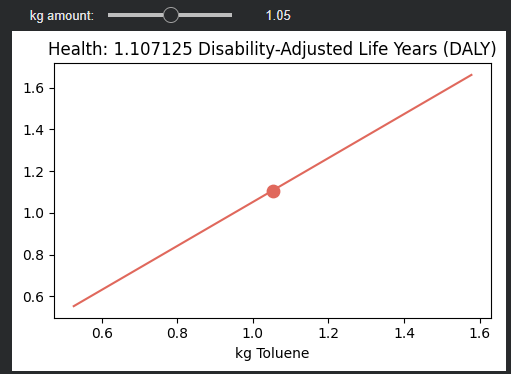 kg amount: 1.05
Health: 1.107125 Disability-Adjusted Life Years (DALY)
1.6
1.4
1.2
1.0
0.8
0.6
0.6 0.8 1.0 1.2 1.4 1.6
kg Toluene